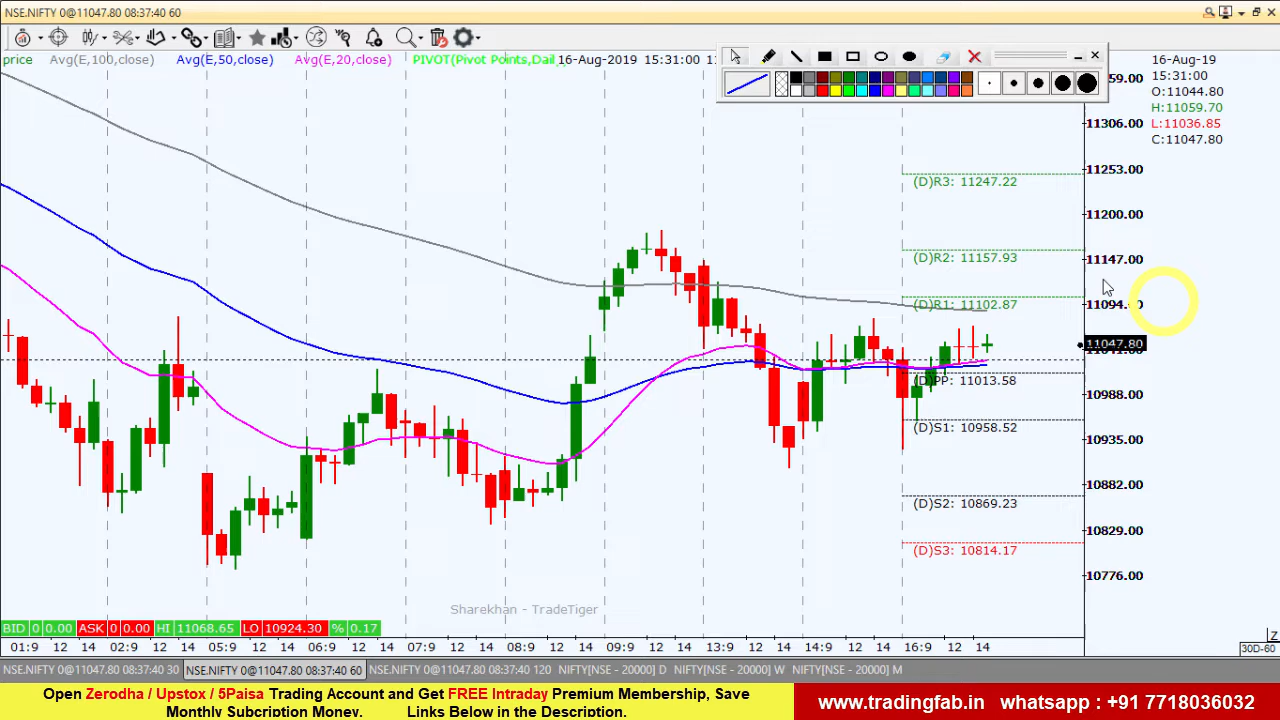 NSE.NIFTY 0@11047.80 08:37:40 60
price Avg(E,100,close) Avg(E,50,close) Avg(E,20,close) PIVOT(Pivot Points,Dail 16-Aug-2019 15:31:00
16-Aug-19
15:31:00
O:11044.80
H:11059.70
L:11036.85
C:11047.80
11306.00
11253.00
11200.00
11147.00
11047.80
10988.00
10935.00
10882.00
10829.00
10776.00
(D)R3: 11247.22
(D)R2: 11157.93
(D)R1: 11102.87
(D)PP: 11013.58
(D)S1: 10958.52
(D)S2: 10869.23
(D)S3: 10814.17
Sharekhan - TradeTiger
BID 0 0.00 ASK 0 0.00 HI 11068.65 LO 10924.30 % 0.17
01:9 12 02:9 12 14 05:9 12 14 06:9 12 14 07:9 12 14 08:9 12 14 09:9 12 14 13:9 12 14:9 12 14 16:9 12 14
Z
30D-60
NSE.NIFTY 0@11047.80 08:37:40 30 NSE.NIFTY 0@11047.80 08:37:40 60 NSE.NIFTY 0@11047.80 08:37:40 120 NIFTY[NSE - 20000] D NIFTY[NSE - 20000] W NIFTY[NSE - 20000] M
Open Zerodha / Upstox / 5Paisa Trading Account and Get FREE Intraday Premium Membership, Save
Monthly Subcription Money. Links Below in the Description.
www.tradingfab.in whatsapp : +91 7718036032